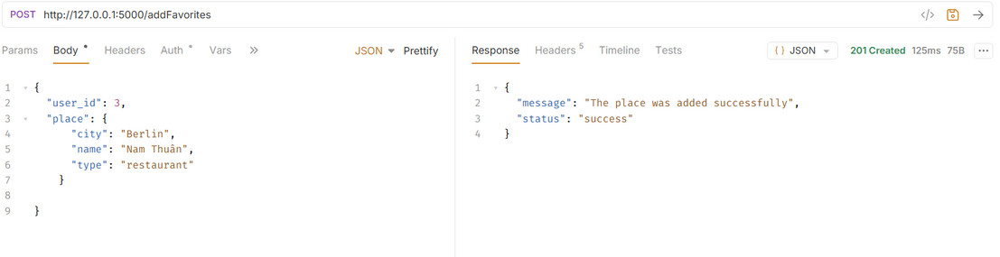 POST http://127.0.0.1:5000/addFavorites
Params Body Headers Auth Vars JSON Prettify
1 {
2 "user_id": 3,
3 "place": {
4 "city": "Berlin",
5 "name": "Nam Thuân",
6 "type": "restaurant"
7 }
8
9 }
Response Headers 5 Timeline Tests { } JSON 201 Created 125ms 75B
1 {
2 "message": "The place was added successfully",
3 "status": "success"
4 }